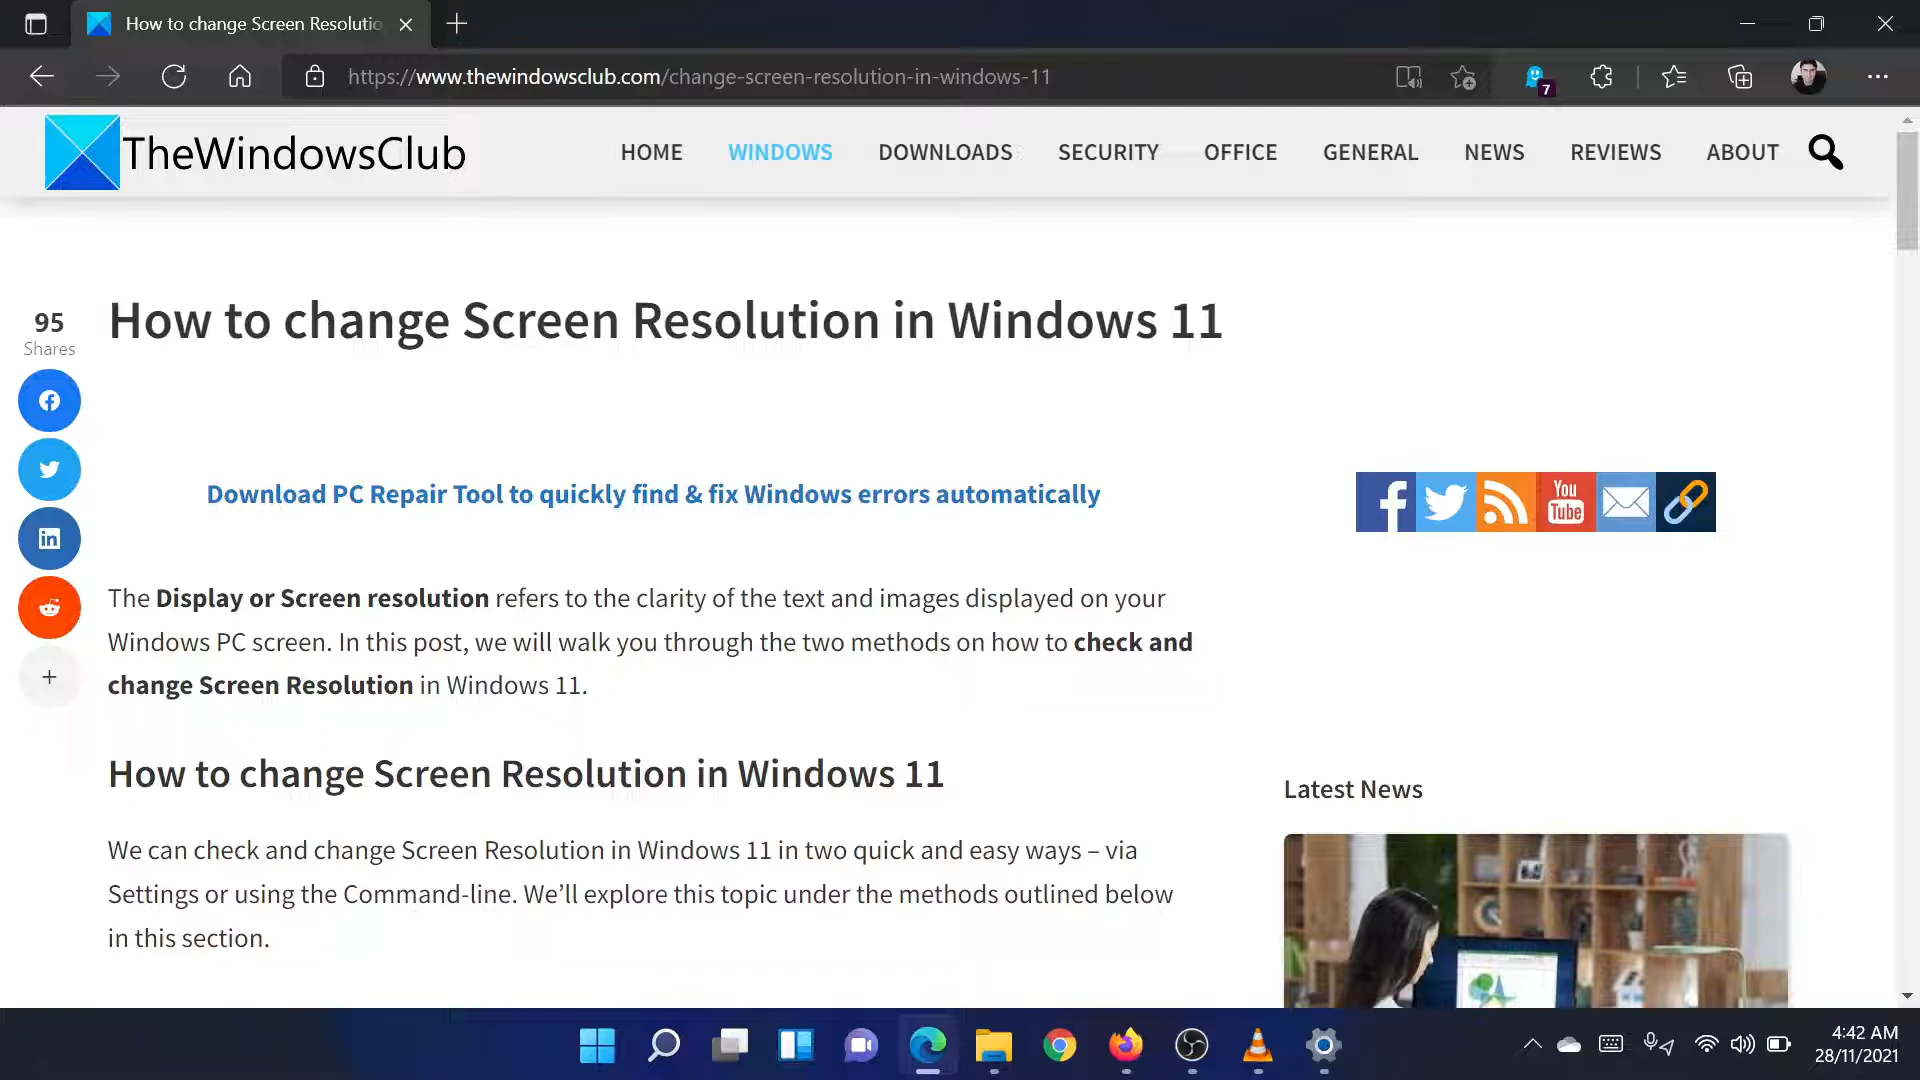 How to change Screen Resolutio
https://www.thewindowsclub.com/change-screen-resolution-in-windows-11
7
TheWindowsClub
HOME WINDOWS DOWNLOADS SECURITY OFFICE GENERAL NEWS REVIEWS ABOUT
How to change Screen Resolution in Windows 11
95
Shares
Download PC Repair Tool to quickly find & fix Windows errors automatically
You
Tube
The Display or Screen resolution refers to the clarity of the text and images displayed on your
Windows PC screen. In this post, we will walk you through the two methods on how to check and
change Screen Resolution in Windows 11.
How to change Screen Resolution in Windows 11
We can check and change Screen Resolution in Windows 11 in two quick and easy ways – via
Settings or using the Command-line. We’ll explore this topic under the methods outlined below
in this section.
Latest News
4:42 AM
28/11/2021